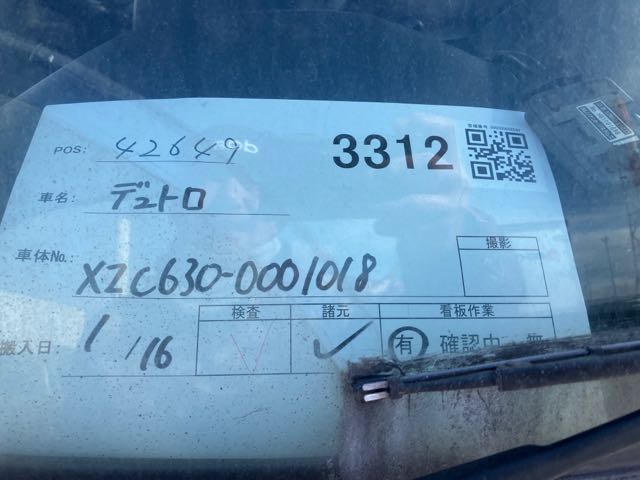 POS: 42649
3312
車名: デュトロ
車体No.: XZC630-0001018
撮影
検査 諸元 看板作業
搬入日: 1/16
✓ 有 確認中 無